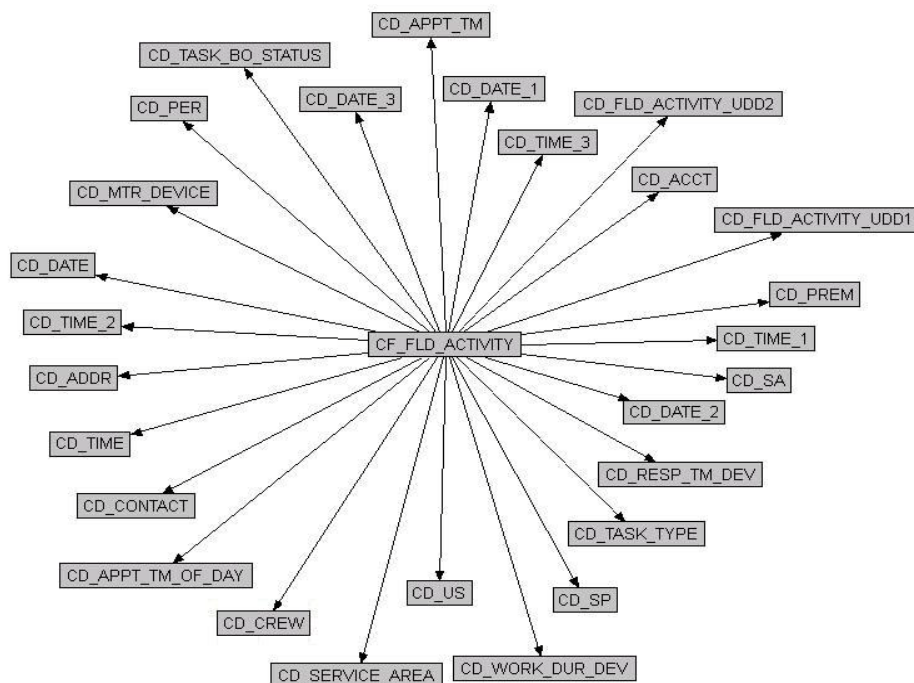 CD_APPT_TM
CD_TASK_BO_STATUS
CD_DATE_1
CD_DATE_3
CD_FLD_ACTIVITY_UDD2
CD_PER
CD_TIME_3
CD_ACCT
CD_MTR_DEVICE
CD_FLD_ACTIVITY_UDD1
CD_DATE
CD_PREM
CD_TIME_2
CD_TIME_1
CF_FLD_ACTIVITY
CD_ADDR
CD_SA
CD_DATE_2
CD_TIME
CD_RESP_TM_DEV
CD_CONTACT
CD_TASK_TYPE
CD_APPT_TM_OF_DAY
CD_US
CD_SP
CD_CREW
CD_SERVICE_AREA
CD_WORK_DUR_DEV